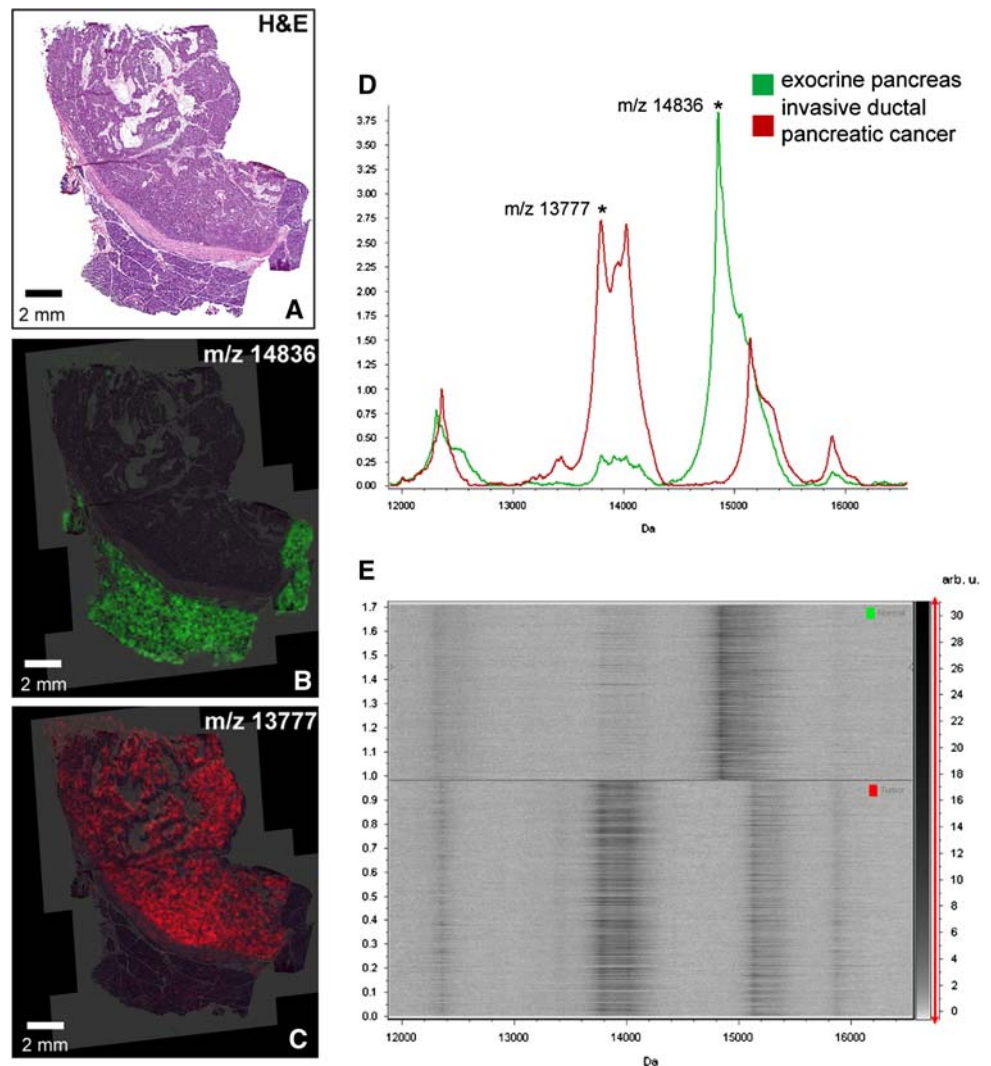 H&E
2 mm
A
m/z 14836
2 mm
B
m/z 13777
2 mm
C
D
exocrine pancreas
invasive ductal
pancreatic cancer
m/z 14836 *
m/z 13777 *
3.75
3.50
3.25
3.00
2.75
2.50
2.25
2.00
1.75
1.50
1.25
1.00
0.75
0.50
0.25
0.00
12000 13000 14000 15000 16000
Da
E
arb. u.
Normal
Tumor
1.7
1.6
1.5
1.4
1.3
1.2
1.1
1.0
0.9
0.8
0.7
0.6
0.5
0.4
0.3
0.2
0.1
0.0
30
28
26
24
22
20
18
16
14
12
10
8
6
4
2
0
12000 13000 14000 15000 16000
Da